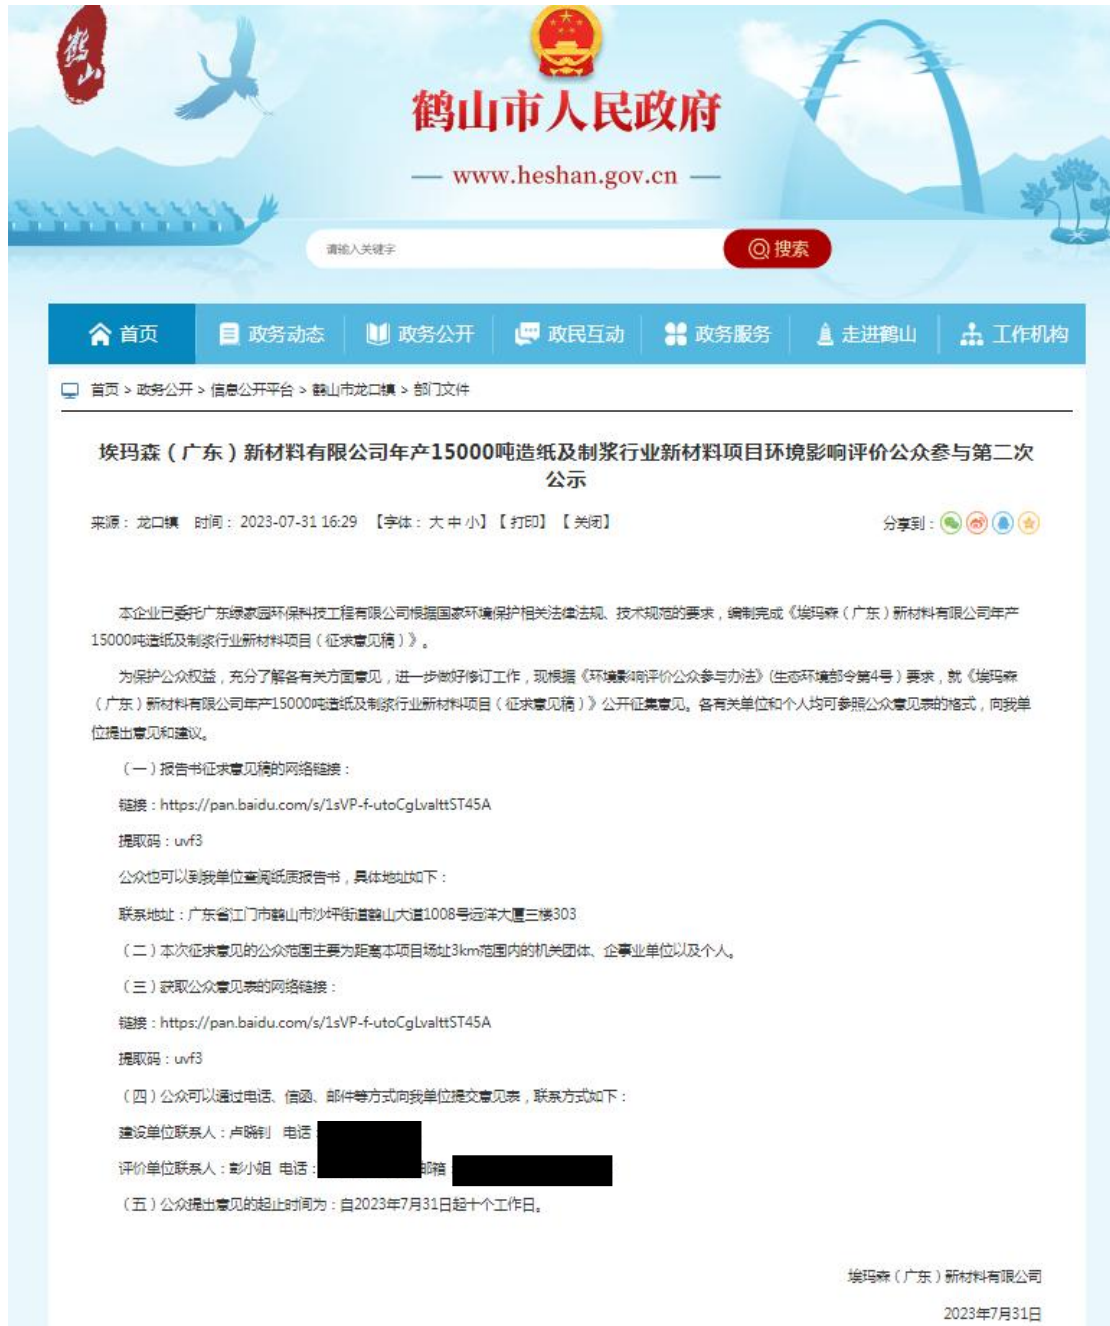 鹤山
鹤山市人民政府
www.heshan.gov.cn
请输入关键字
搜索
首页 政务动态 政务公开 政民互动 政务服务 走进鹤山 工作机构
首页 > 政务公开 > 信息公开平台 > 鹤山市龙口镇 > 部门文件
埃玛森（广东）新材料有限公司年产15000吨造纸及制浆行业新材料项目环境影响评价公众参与第二次
公示
来源： 龙口镇 时间： 2023-07-31 16:29 【字体： 大 中 小】【 打印】 【 关闭】 分享到：
本企业已委托广东绿家园环保科技工程有限公司根据国家环境保护相关法律法规、技术规范的要求，编制完成《埃玛森（广东）新材料有限公司年产
15000吨造纸及制浆行业新材料项目（征求意见稿）》。
为保护公众权益，充分了解各有关方面意见，进一步做好修订工作，现根据《环境影响评价公众参与办法》(生态环境部令第4号）要求，就《埃玛森
（广东）新材料有限公司年产15000吨造纸及制浆行业新材料项目（征求意见稿）》公开征集意见。各有关单位和个人均可参照公众意见表的格式，向我单
位提出意见和建议。
（一）报告书征求意见稿的网络链接：
链接：https://pan.baidu.com/s/1sVP-f-utoCgLvalttST45A
提取码：uvf3
公众也可以到我单位查阅纸质报告书，具体地址如下：
联系地址：广东省江门市鹤山市沙坪街道鹤山大道1008号远洋大厦三楼303
（二）本次征求意见的公众范围主要为距离本项目场址3km范围内的机关团体、企事业单位以及个人。
（三）获取公众意见表的网络链接：
链接：https://pan.baidu.com/s/1sVP-f-utoCgLvalttST45A
提取码：uvf3
（四）公众可以通过电话、信函、邮件等方式向我单位提交意见表，联系方式如下：
建设单位联系人：卢晓钊 电话：
评价单位联系人：彭小姐 电话： 邮箱：
（五）公众提出意见的起止时间为：自2023年7月31日起十个工作日。
埃玛森（广东）新材料有限公司
2023年7月31日